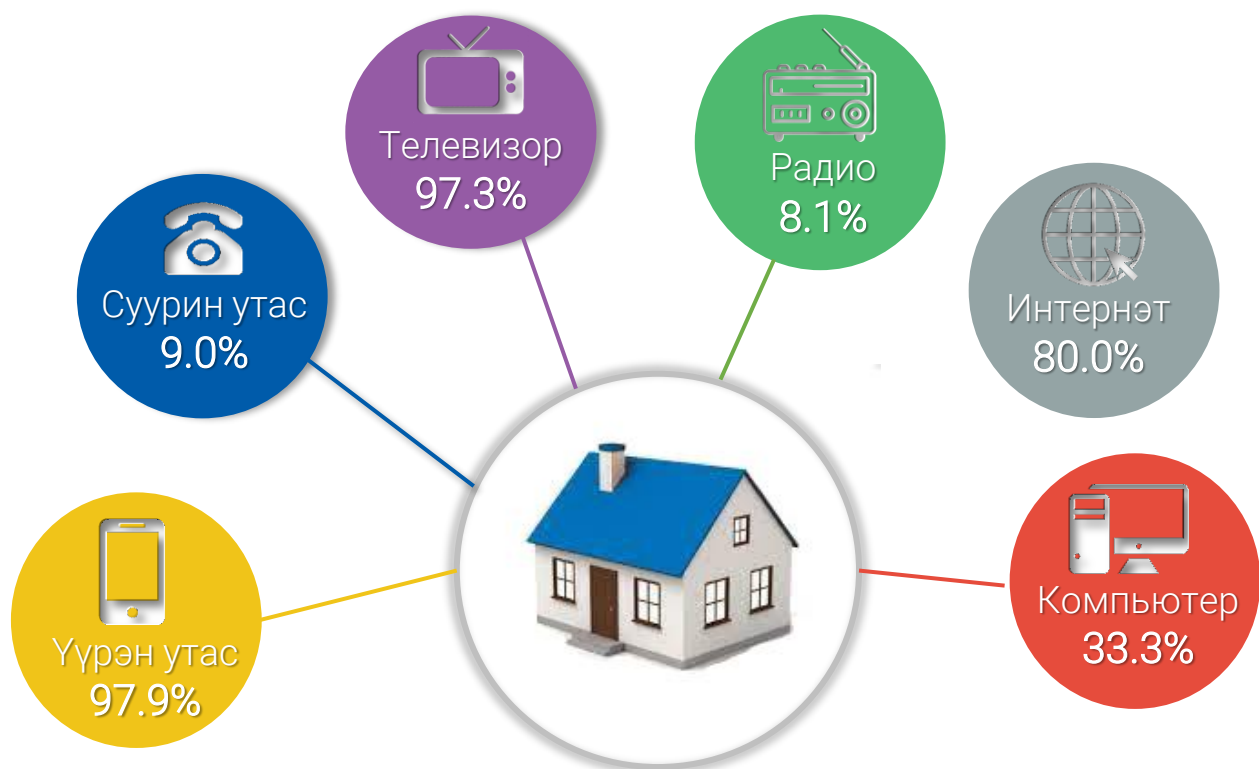 Телевизор
97.3%
Радио
8.1%
Суурин утас
9.0%
Интернэт
80.0%
Үүрэн утас
97.9%
Компьютер
33.3%